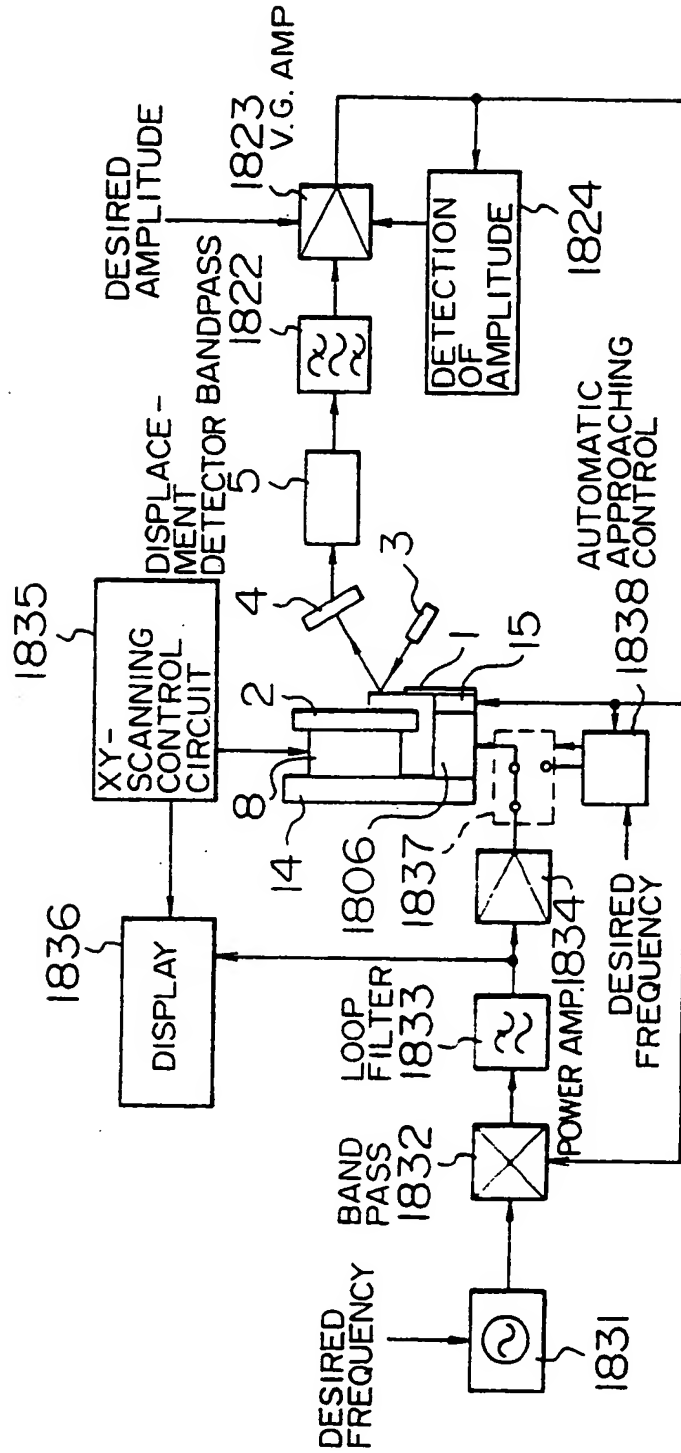 1836
DISPLAY
1835
XY-
SCANNING
CONTROL
CIRCUIT
DISPLACE-
MENT
DETECTOR
5
BANDPASS
1822
DESIRED
AMPLITUDE
1823
V.G. AMP
DETECTION
OF
AMPLITUDE
1824
4
3
2
8
14
1
15
1806
1837
AUTOMATIC
APPROACHING
CONTROL
1838
DESIRED
FREQUENCY
LOOP
FILTER
1833
POWER AMP.1834
BAND
PASS
1832
DESIRED
FREQUENCY
1831